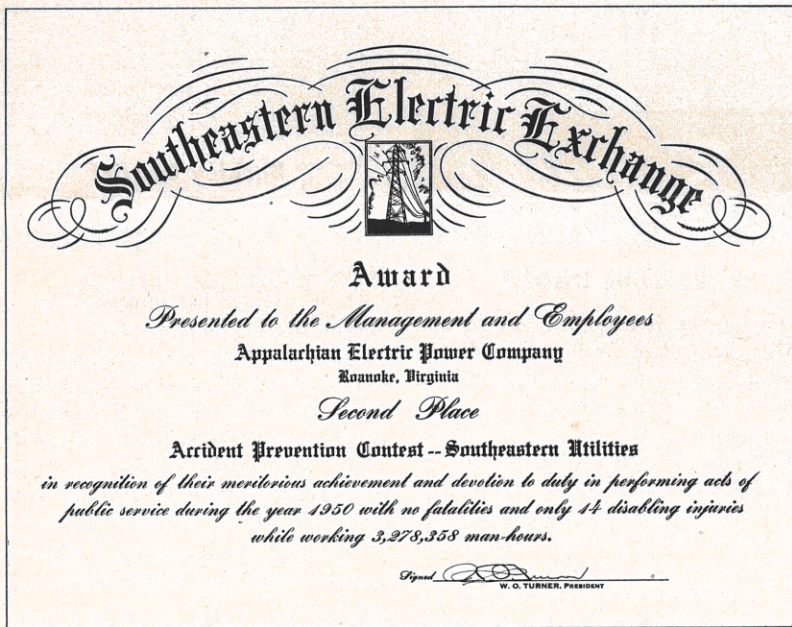 Southeastern Electric Exchange
Award
Presented to the Management and Employees
Appalachian Electric Power Company
Roanoke, Virginia
Second Place
Accident Prevention Contest--Southeastern Utilities
in recognition of their meritorious achievement and devotion to duty in performing acts of
public service during the year 1950 with no fatalities and only 14 disabling injuries
while working 3,278,358 man-hours.
Signed
W. O. TURNER, PRESIDENT